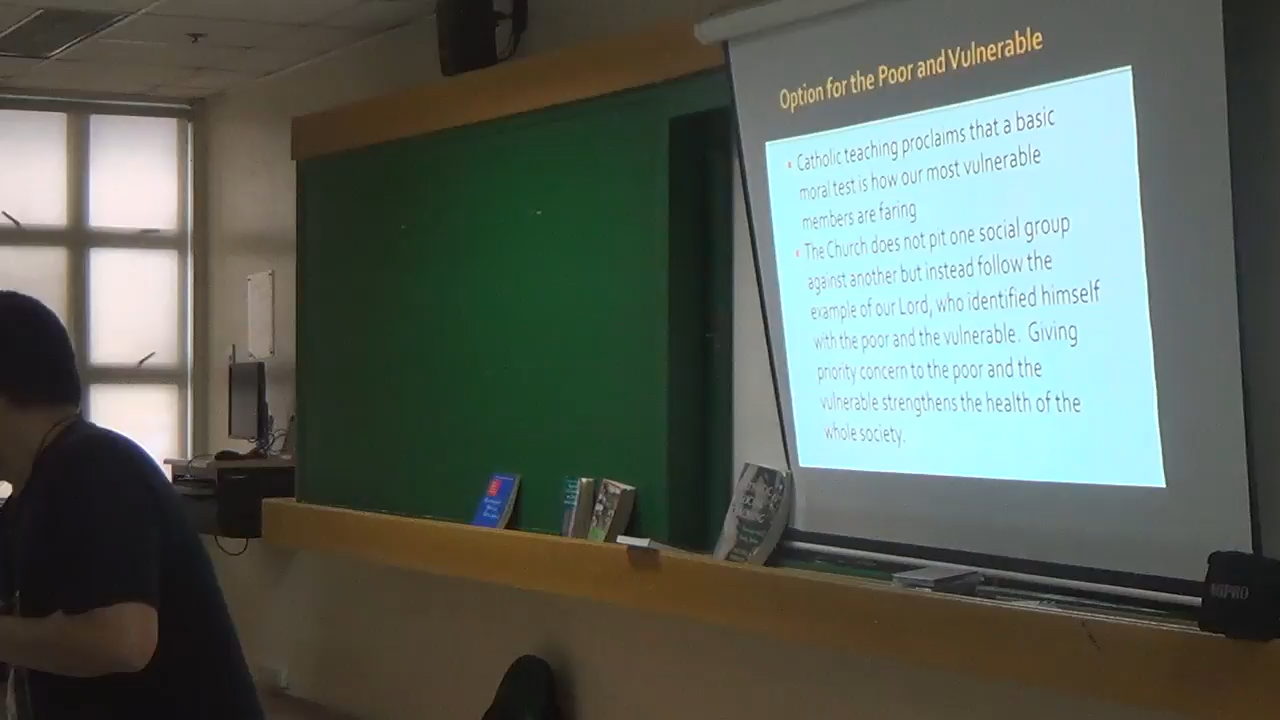 Option for the Poor and Vulnerable
• Catholic teaching proclaims that a basic
moral test is how our most vulnerable
members are faring
• The Church does not pit one social group
against another but instead follow the
example of our Lord, who identified himself
with the poor and the vulnerable. Giving
priority concern to the poor and the
vulnerable strengthens the health of the
whole society.
MIPRO